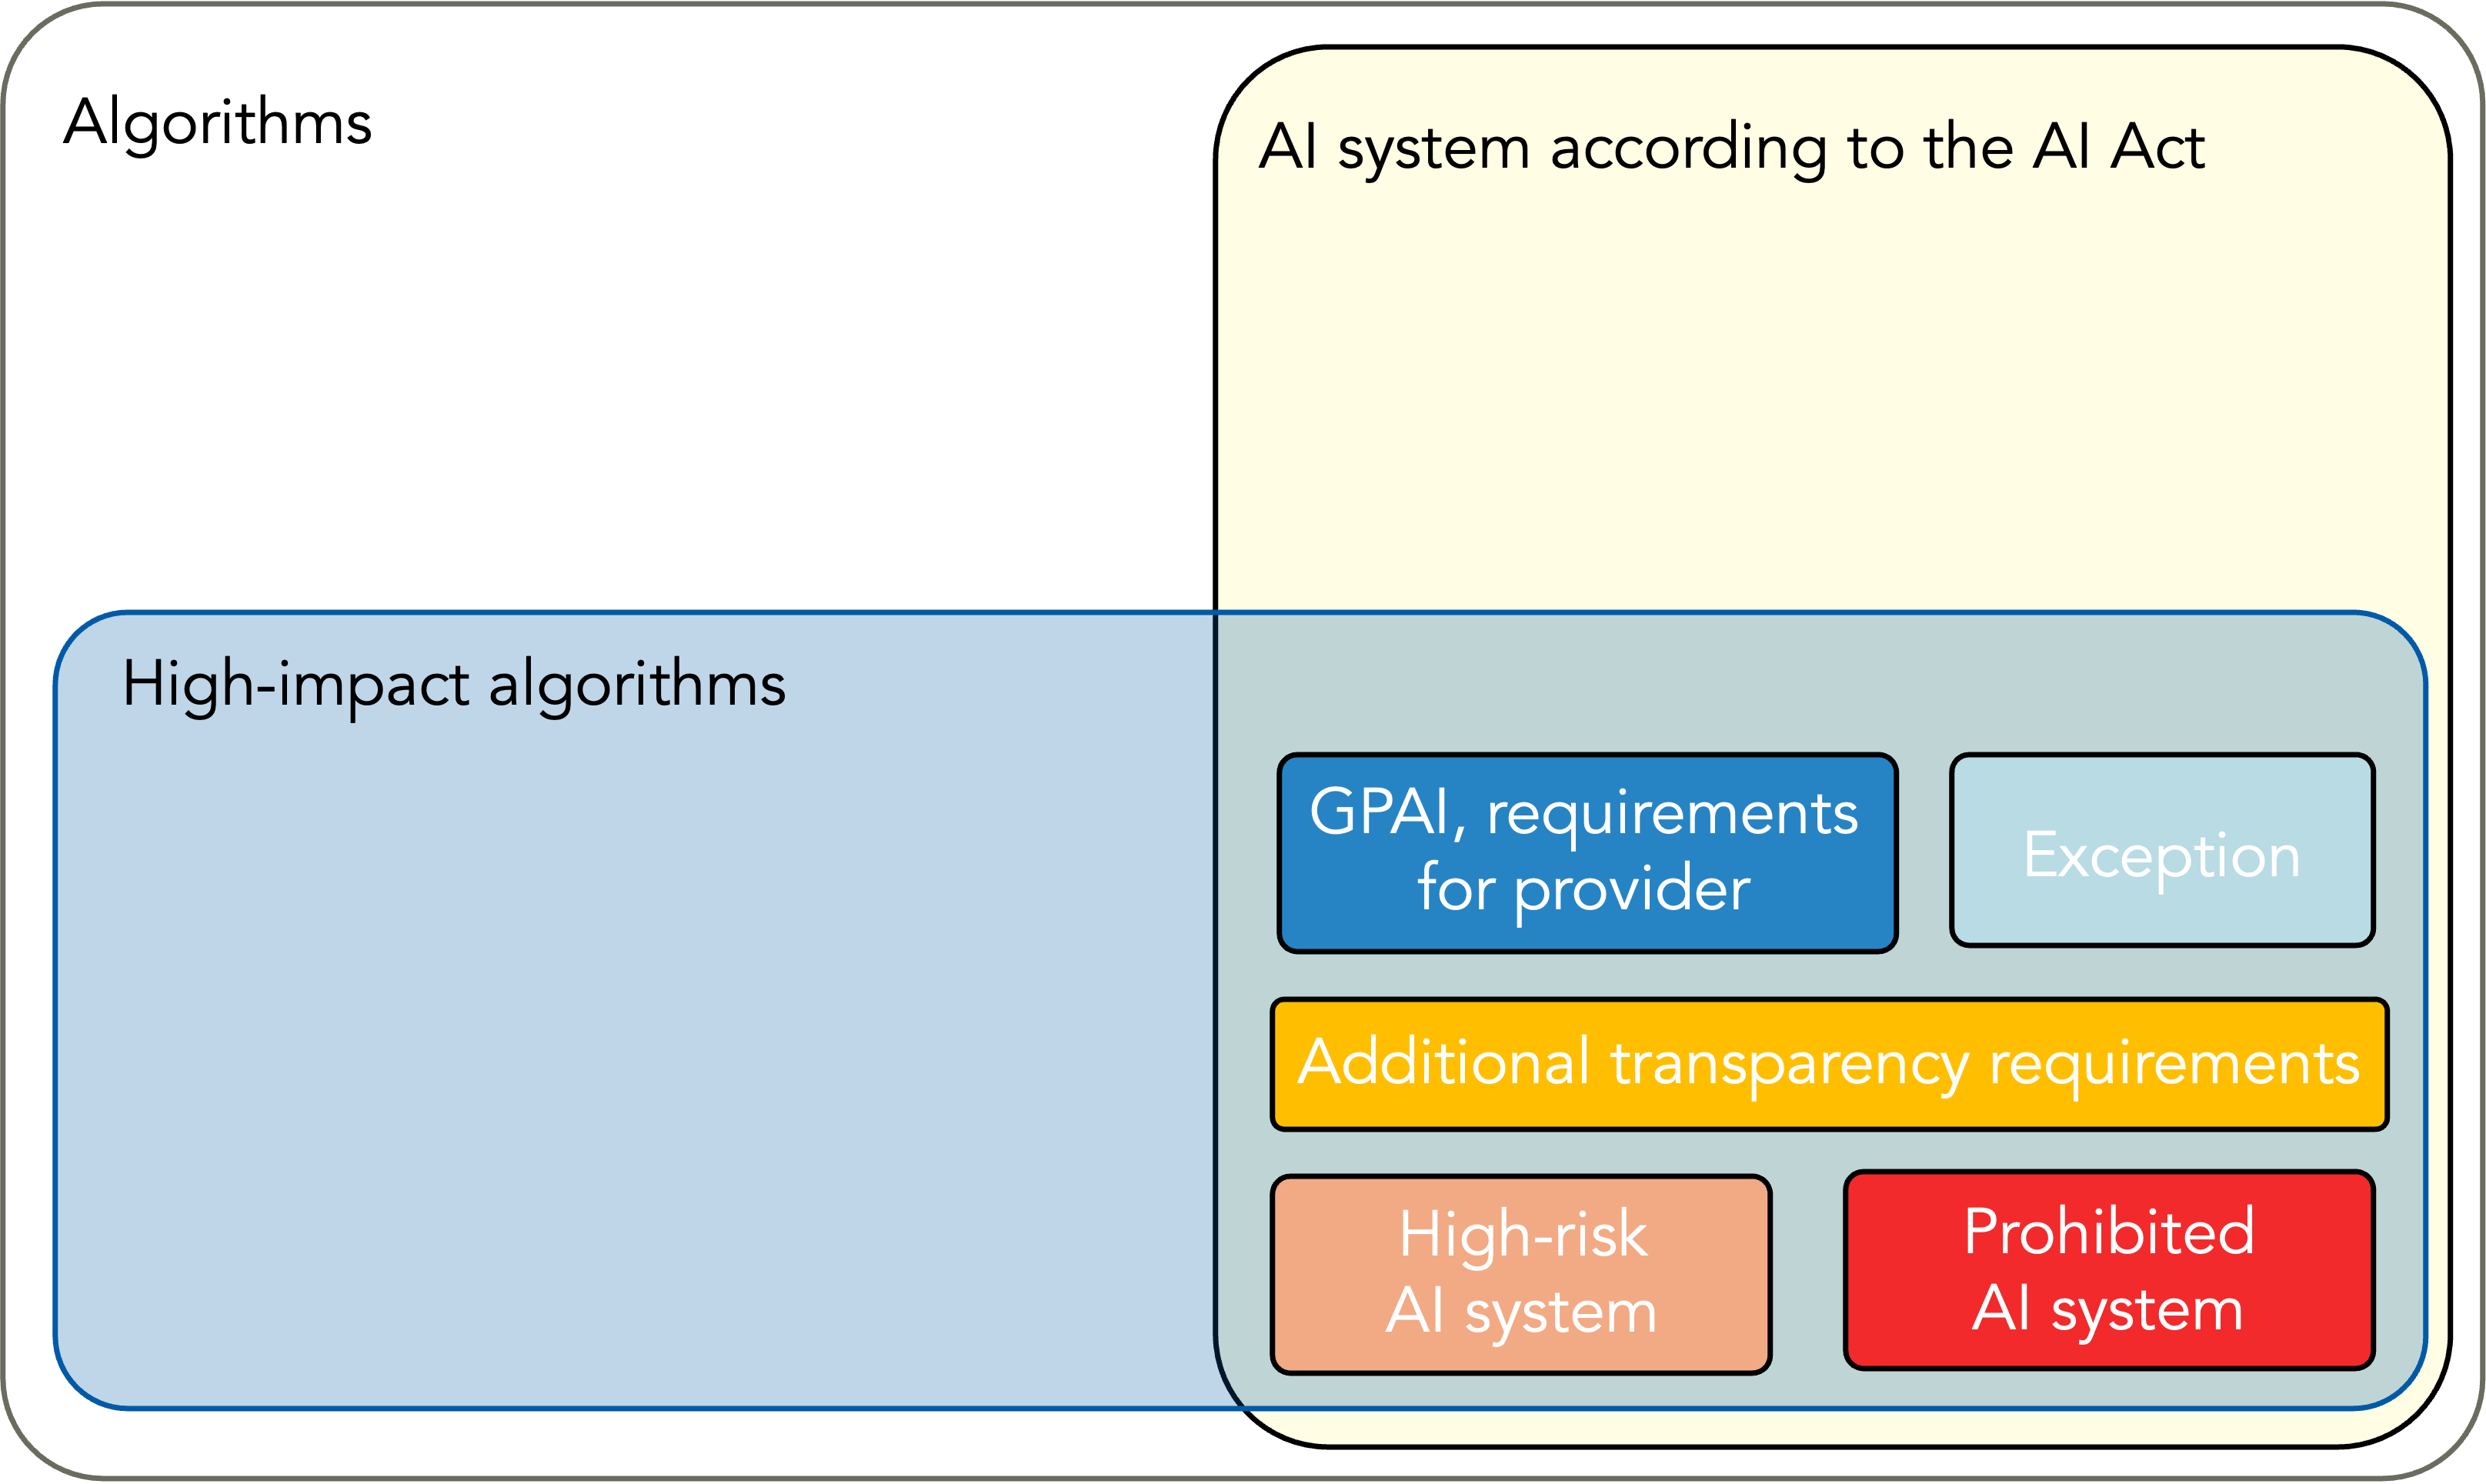 Algorithms
AI system according to the AI Act
High-impact algorithms
GPAI, requirements
for provider
Exception
Additional transparency requirements
High-risk
AI system
Prohibited
AI system